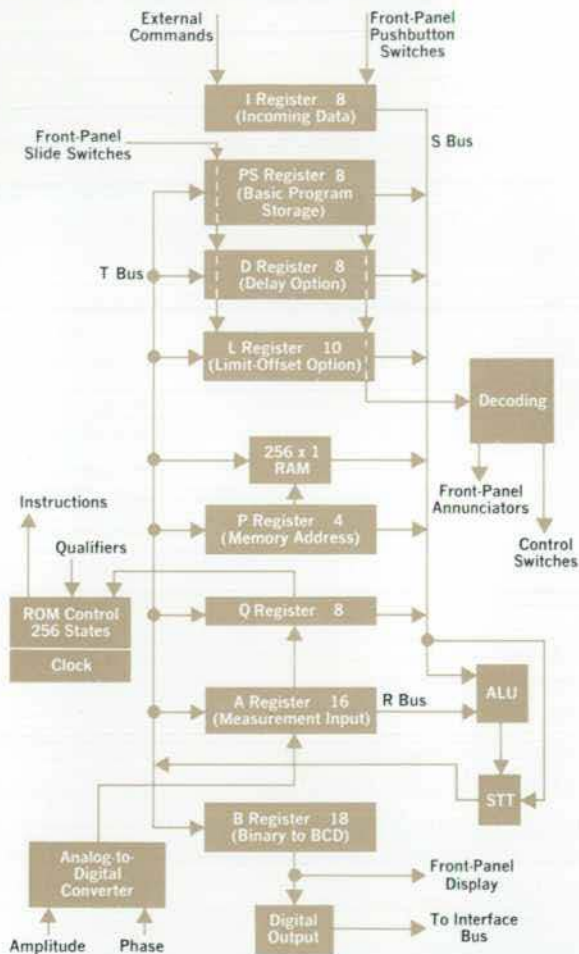 External
Commands
Front-Panel
Pushbutton
Switches
I Register 8
(Incoming Data)
Front-Panel
Slide Switches
S Bus
PS Register 8
(Basic Program
Storage)
T Bus
D Register 8
(Delay Option)
L Register 10
(Limit-Offset Option)
Decoding
256 x 1
RAM
Front-Panel
Annunciators
Instructions
P Register 4
(Memory Address)
Control
Switches
Qualifiers
ROM Control
256 States
Q Register 8
Clock
ALU
A Register 16
(Measurement Input)
R Bus
STT
B Register 18
(Binary to BCD)
Analog-to-
Digital
Converter
Front-Panel
Display
Digital
Output
To Interface
Bus
Amplitude
Phase